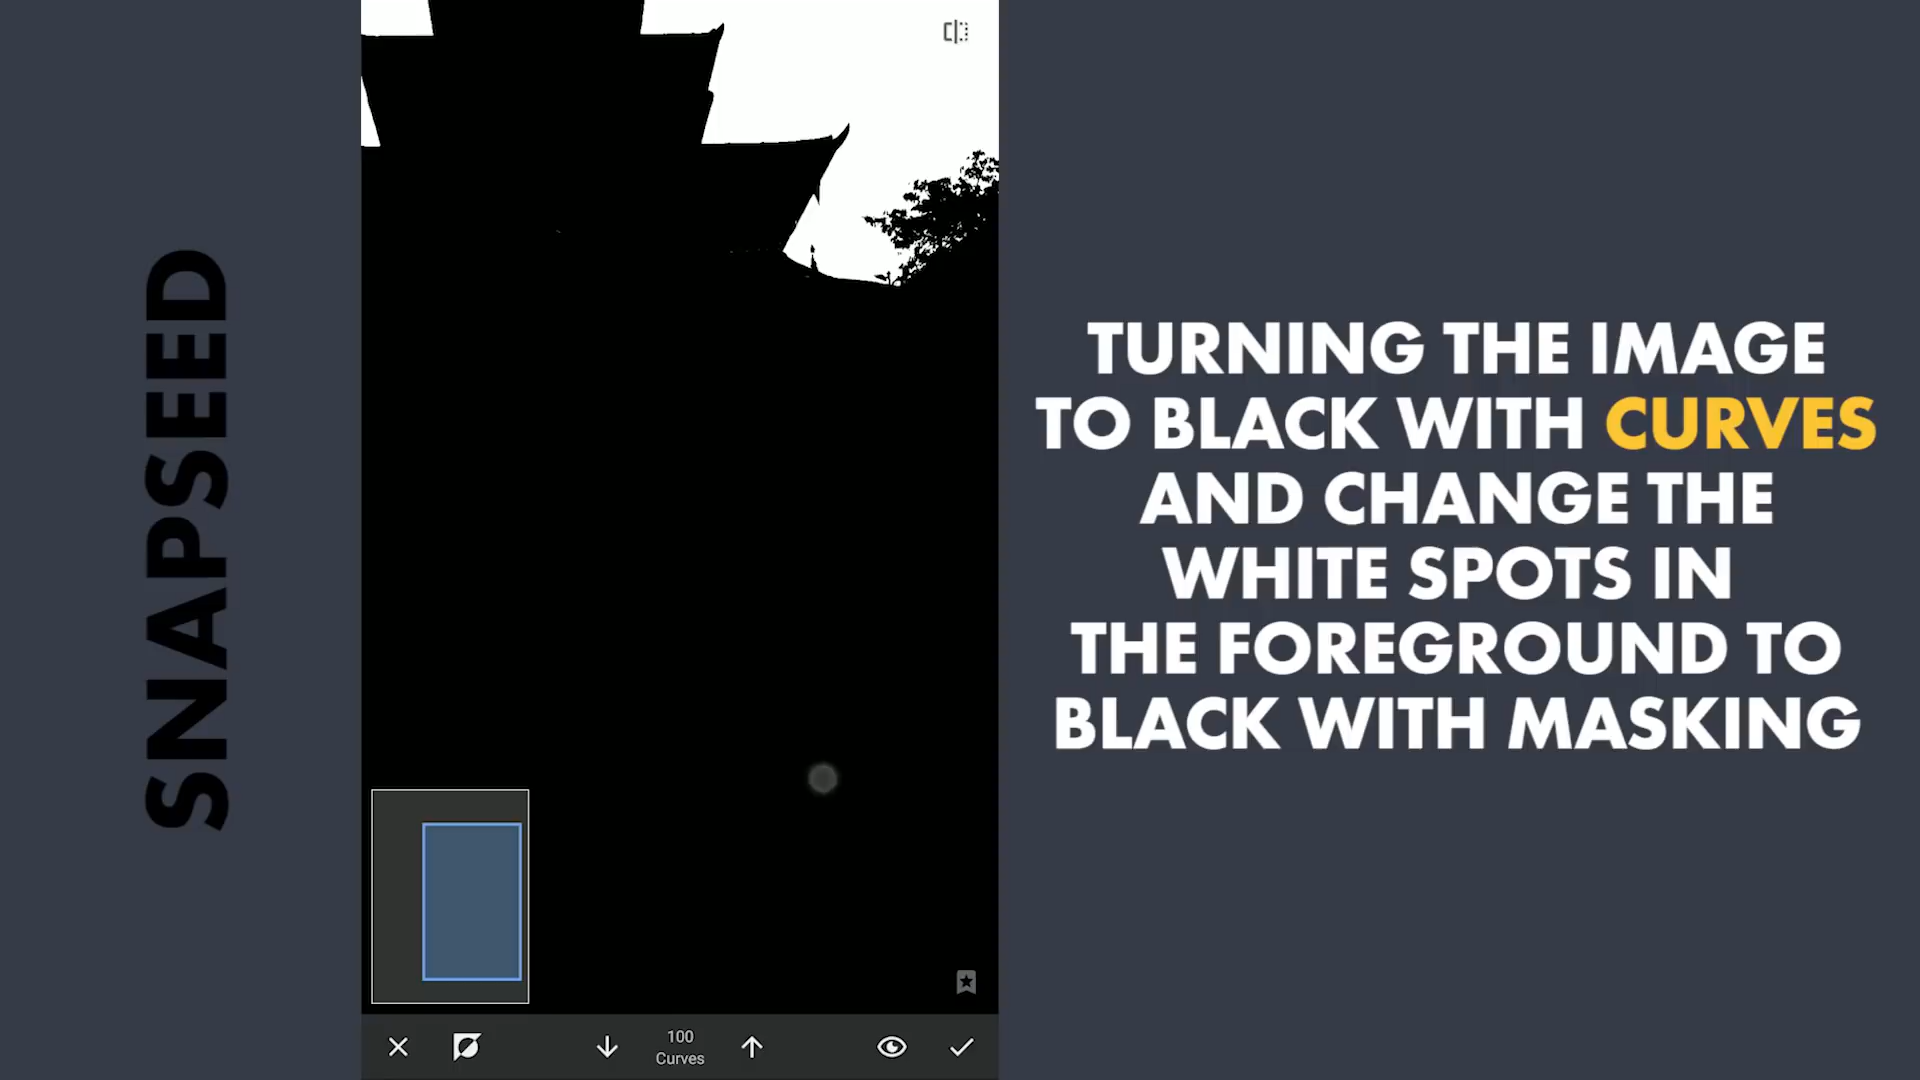 SNAPSEED
TURNING THE IMAGE
TO BLACK WITH CURVES
AND CHANGE THE
WHITE SPOTS IN
THE FOREGROUND TO
BLACK WITH MASKING
100
Curves